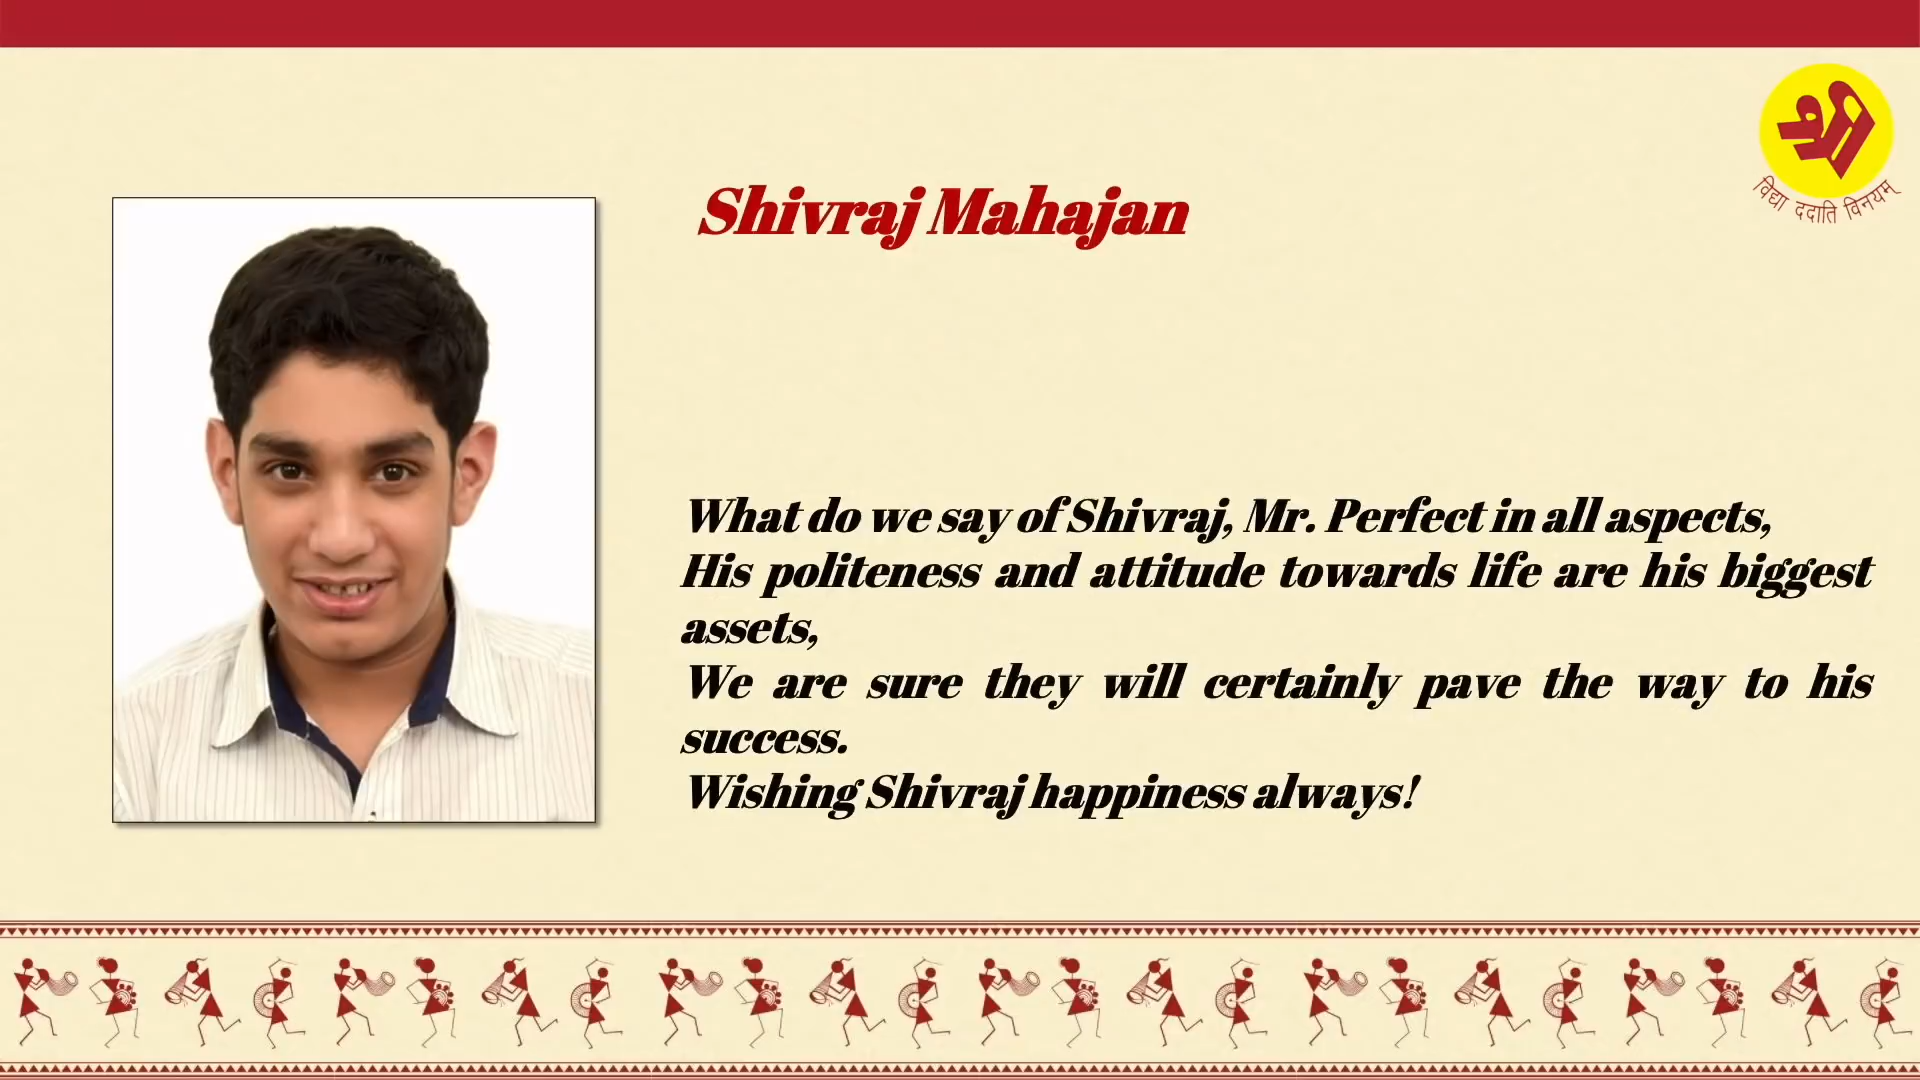 श्री
विद्या ददाति विनयम्
Shivraj Mahajan
What do we say of Shivraj, Mr. Perfect in all aspects,
His politeness and attitude towards life are his biggest
assets,
We are sure they will certainly pave the way to his
success.
Wishing Shivraj happiness always!